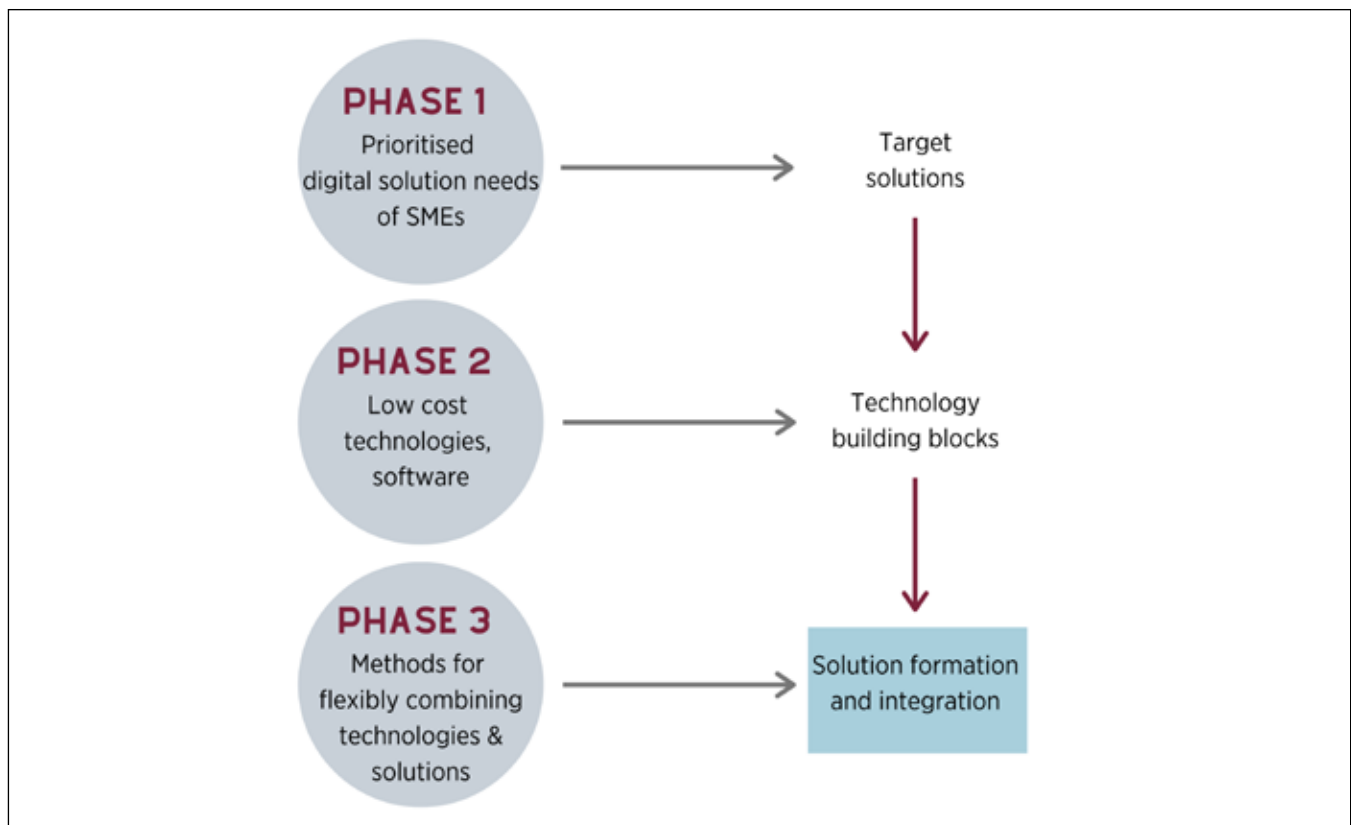 PHASE 1
Prioritised
digital solution needs
of SMEs
Target
solutions
PHASE 2
Low cost
technologies,
software
Technology
building blocks
PHASE 3
Methods for
flexibly combining
technologies &
solutions
Solution formation
and integration